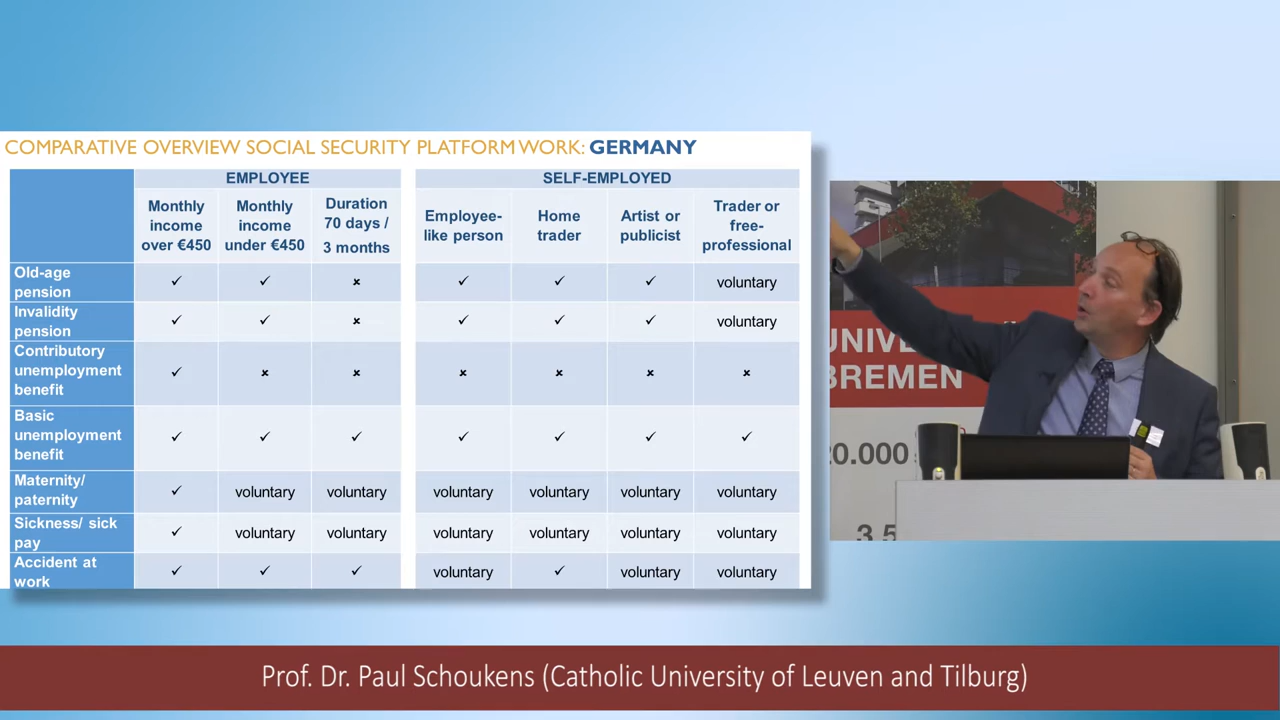 COMPARATIVE OVERVIEW SOCIAL SECURITY PLATFORM WORK: GERMANY
EMPLOYEE
SELF-EMPLOYED
Monthly income over €450
Monthly income under €450
Duration 70 days / 3 months
Employee-like person
Home trader
Artist or publicist
Trader or free-professional
Old-age pension ✓ ✓ × ✓ ✓ ✓ voluntary
Invalidity pension ✓ ✓ × ✓ ✓ ✓ voluntary
Contributory unemployment benefit ✓ × × × × × ×
Basic unemployment benefit ✓ ✓ ✓ ✓ ✓ ✓ ✓
Maternity/ paternity ✓ voluntary voluntary voluntary voluntary voluntary voluntary
Sickness/ sick pay ✓ voluntary voluntary voluntary voluntary voluntary voluntary
Accident at work ✓ ✓ ✓ voluntary ✓ voluntary voluntary
BREMEN
20.000
3.5
Prof. Dr. Paul Schoukens (Catholic University of Leuven and Tilburg)